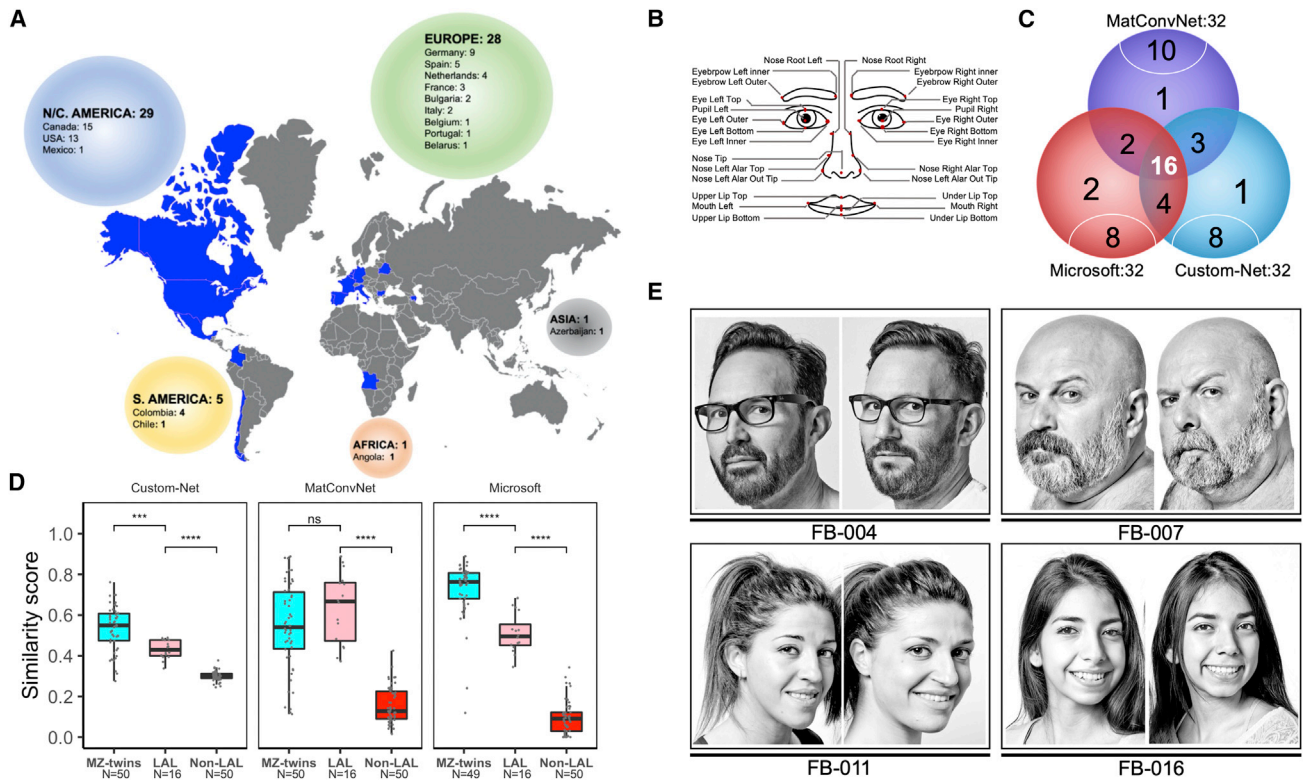 A
N/C. AMERICA: 29
Canada: 15
USA: 13
Mexico: 1
EUROPE: 28
Germany: 9
Spain: 5
Netherlands: 4
France: 3
Bulgaria: 2
Italy: 2
Belgium: 1
Portugal: 1
Belarus: 1
ASIA: 1
Azerbaijan: 1
S. AMERICA: 5
Colombia: 4
Chile: 1
AFRICA: 1
Angola: 1
B
Nose Root Left
Nose Root Right
Eyebrpow Left inner
Eyebrow Left Outer
Eye Left Top
Pupil Left
Eye Left Outer
Eye Left Bottom
Eye Left Inner
Nose Tip
Nose Left Alar Top
Nose Left Alar Out Tip
Upper Lip Top
Mouth Left
Upper Lip Bottom
Eyebrpow Right inner
Eyebrow Right Outer
Eye Right Top
Pupil Right
Eye Right Outer
Eye Right Bottom
Eye Right Inner
Nose Right Alar Top
Nose Left Alar Out Tip
Under Lip Top
Mouth Right
Under Lip Bottom
C
MatConvNet:32
10
1
2
3
16
2
4
1
8
8
Microsoft:32
Custom-Net:32
D
Custom-Net
MatConvNet
Microsoft
Similarity score
1.0
0.8
0.6
0.4
0.2
0.0
***
****
ns
****
****
****
MZ-twins
N=50
LAL
N=16
Non-LAL
N=50
MZ-twins
N=50
LAL
N=16
Non-LAL
N=50
MZ-twins
N=49
LAL
N=16
Non-LAL
N=50
E
FB-004
FB-007
FB-011
FB-016